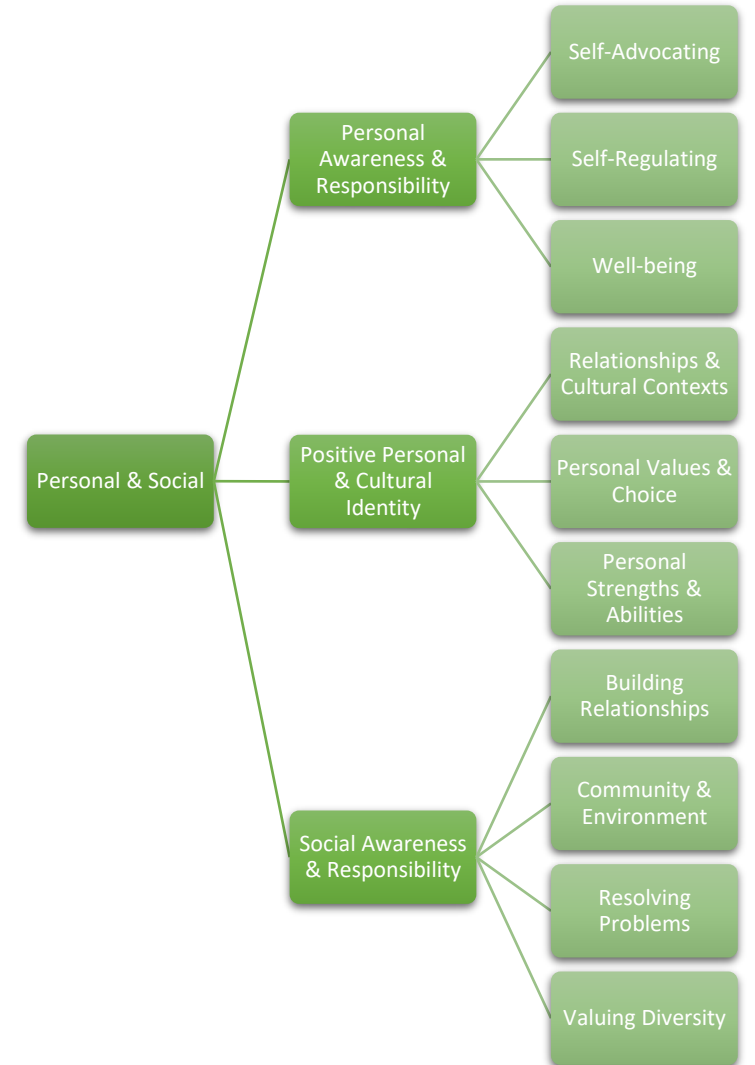 Personal & Social
Personal
Awareness &
Responsibility
Self-Advocating
Self-Regulating
Well-being
Positive Personal
& Cultural
Identity
Relationships &
Cultural Contexts
Personal Values &
Choice
Personal
Strengths &
Abilities
Social Awareness
& Responsibility
Building
Relationships
Community &
Environment
Resolving
Problems
Valuing Diversity